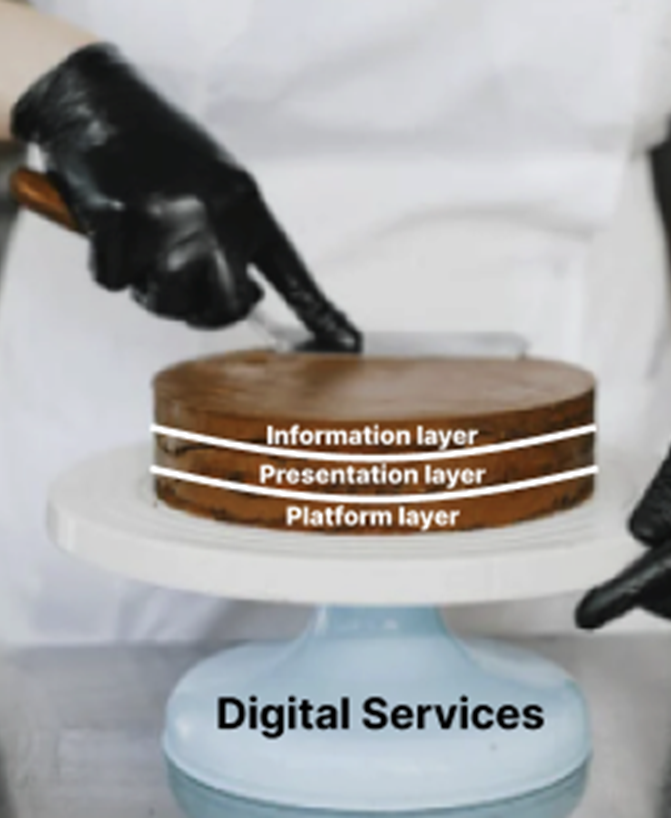 Information layer
Presentation layer
Platform layer
Digital Services